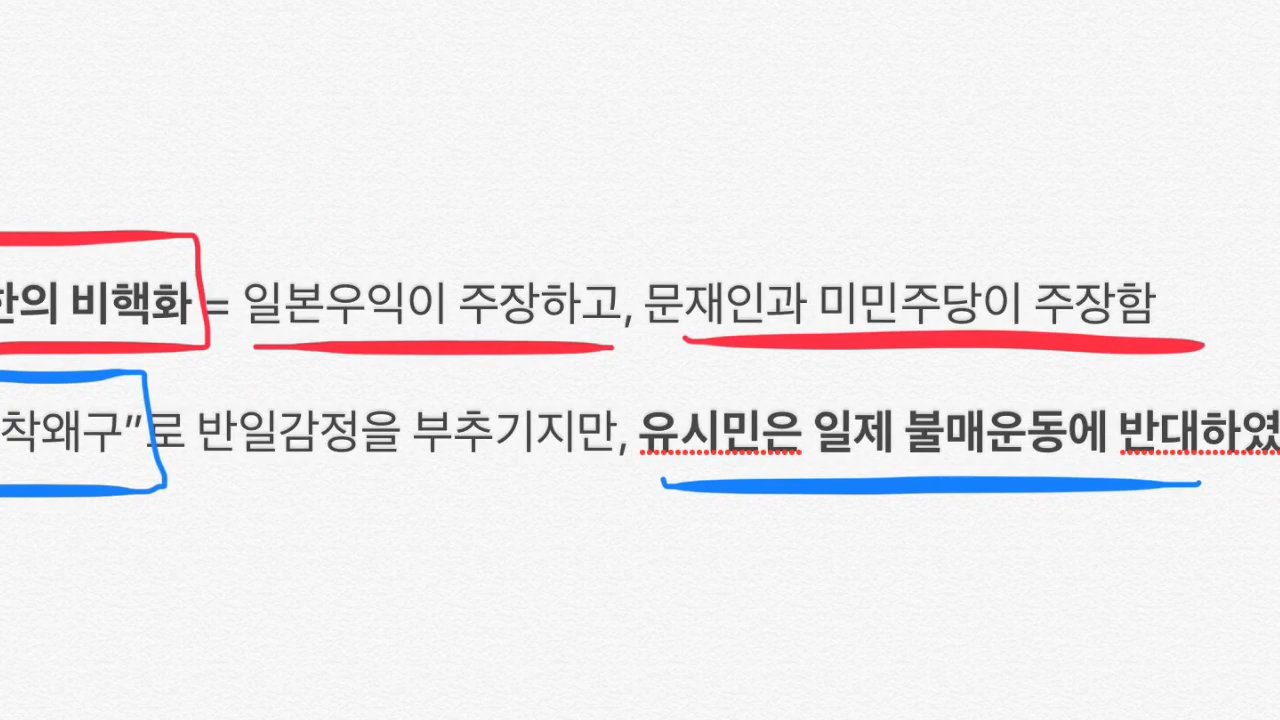 한의 비핵화 = 일본우익이 주장하고, 문재인과 미민주당이 주장함
착왜구”로 반일감정을 부추기지만, 유시민은 일제 불매운동에 반대하였